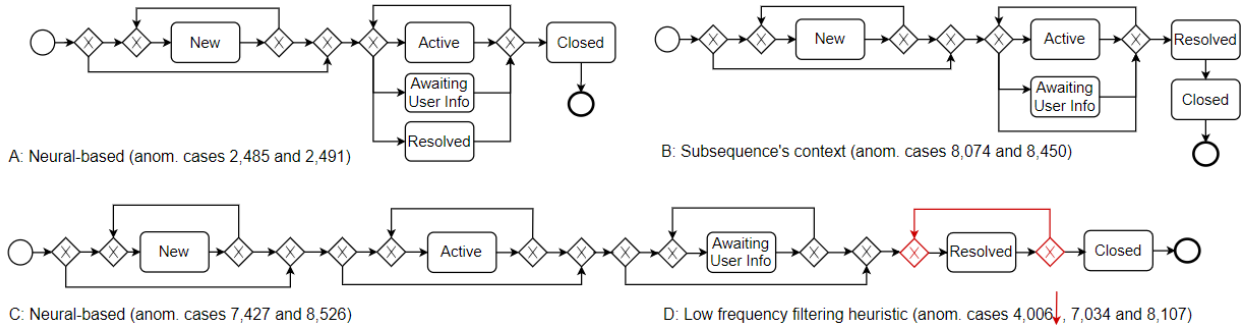 New
Active
Closed
Awaiting
User Info
Resolved
A: Neural-based (anom. cases 2,485 and 2,491)
New
Active
Resolved
Awaiting
User Info
Closed
B: Subsequence's context (anom. cases 8,074 and 8,450)
New
Active
Awaiting
User Info
Resolved
Closed
C: Neural-based (anom. cases 7,427 and 8,526)
D: Low frequency filtering heuristic (anom. cases 4,006, 7,034 and 8,107)